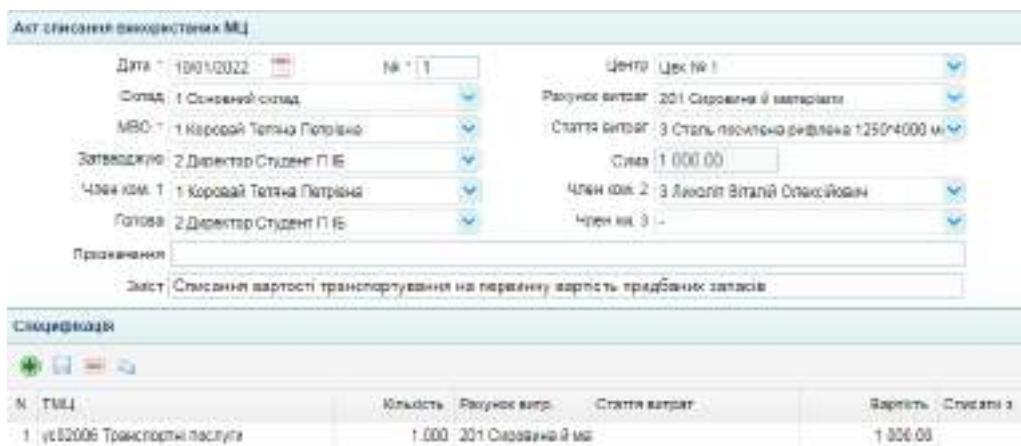 Акт списання використаних МЦ
Дата * 10/01/2022 № * 1 Центр Цех № 1
Склад 1 Основний склад Рахунок витрат 201 Сировина й матеріали
МВО * 1 Коровай Тетяна Петрівна Стаття витрат 3 Сталь посилена рифлена 1250*4000 м
Затверджую 2 Директор Студент П ІБ Сума 1 000.00
Член ком. 1 1 Коровай Тетяна Петрівна Член ком. 2 3 Віталій Олексійович
Голова 2 Директор Студент П ІБ Член км. 3 -
Призначення
Зміст Списання вартості транспортування на первинну вартість придбаних запасів
Специфікація
N ТМЦ Кількість Рахунок витр. Стаття витрат Вартість Списати з
1 Транспортні послуги 1.000 201 Сировина й ма 1 000.00